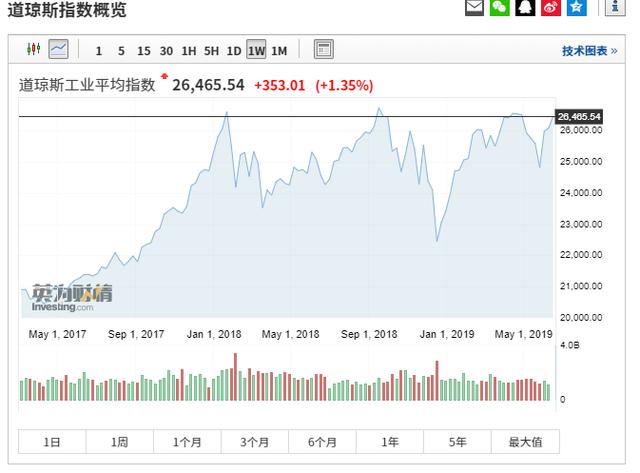 道琼斯指数概览
1 5 15 30 1H 5H 1D 1W 1M
技术图表 »
道琼斯工业平均指数 26,465.54 +353.01 (+1.35%)
26,465.54
26,000.00
25,000.00
24,000.00
23,000.00
22,000.00
21,000.00
20,000.00
英为财情
Investing.com
May 1, 2017 Sep 1, 2017 Jan 1, 2018 May 1, 2018 Sep 1, 2018 Jan 1, 2019 May 1, 2019
4.0B
0
1日 1周 1个月 3个月 6个月 1年 5年 最大值